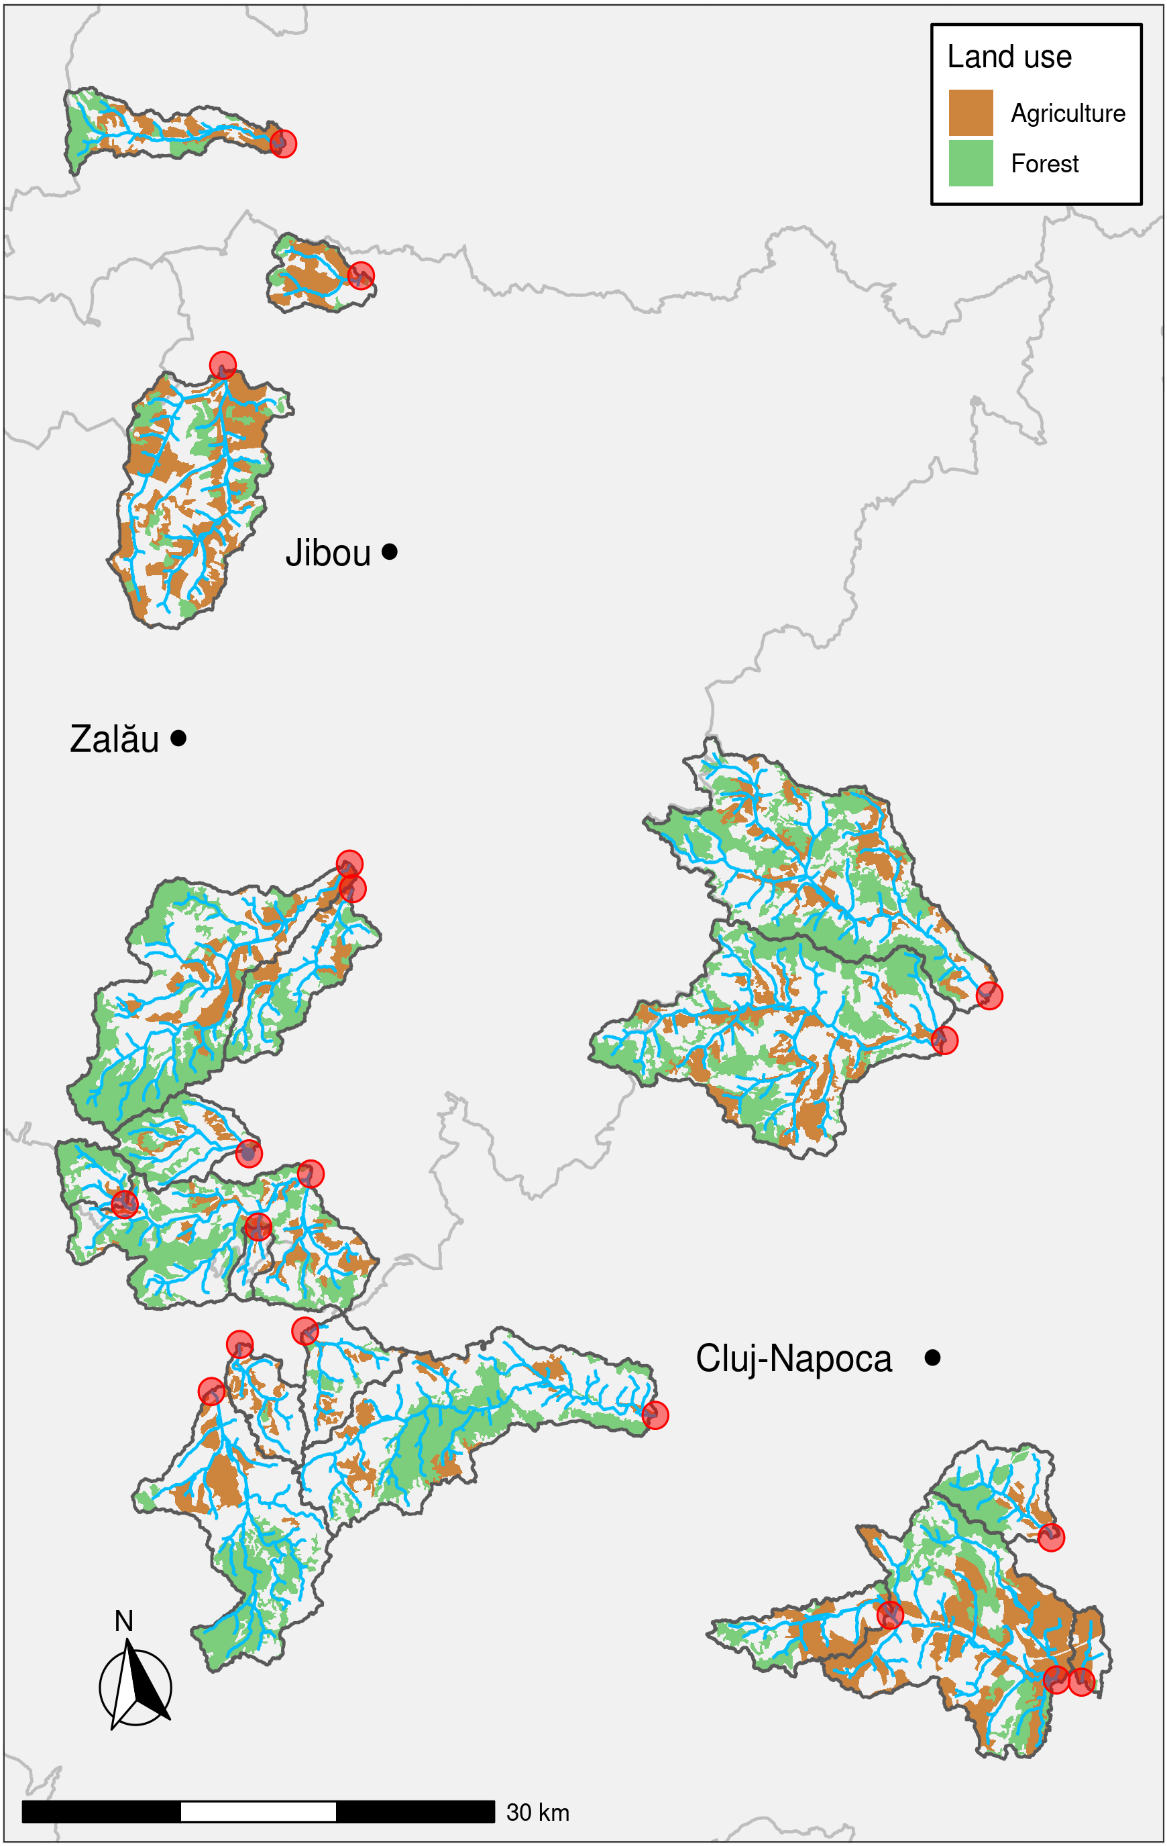 Land use
Agriculture
Forest
Jibou
Zalău
Cluj-Napoca
N
30 km